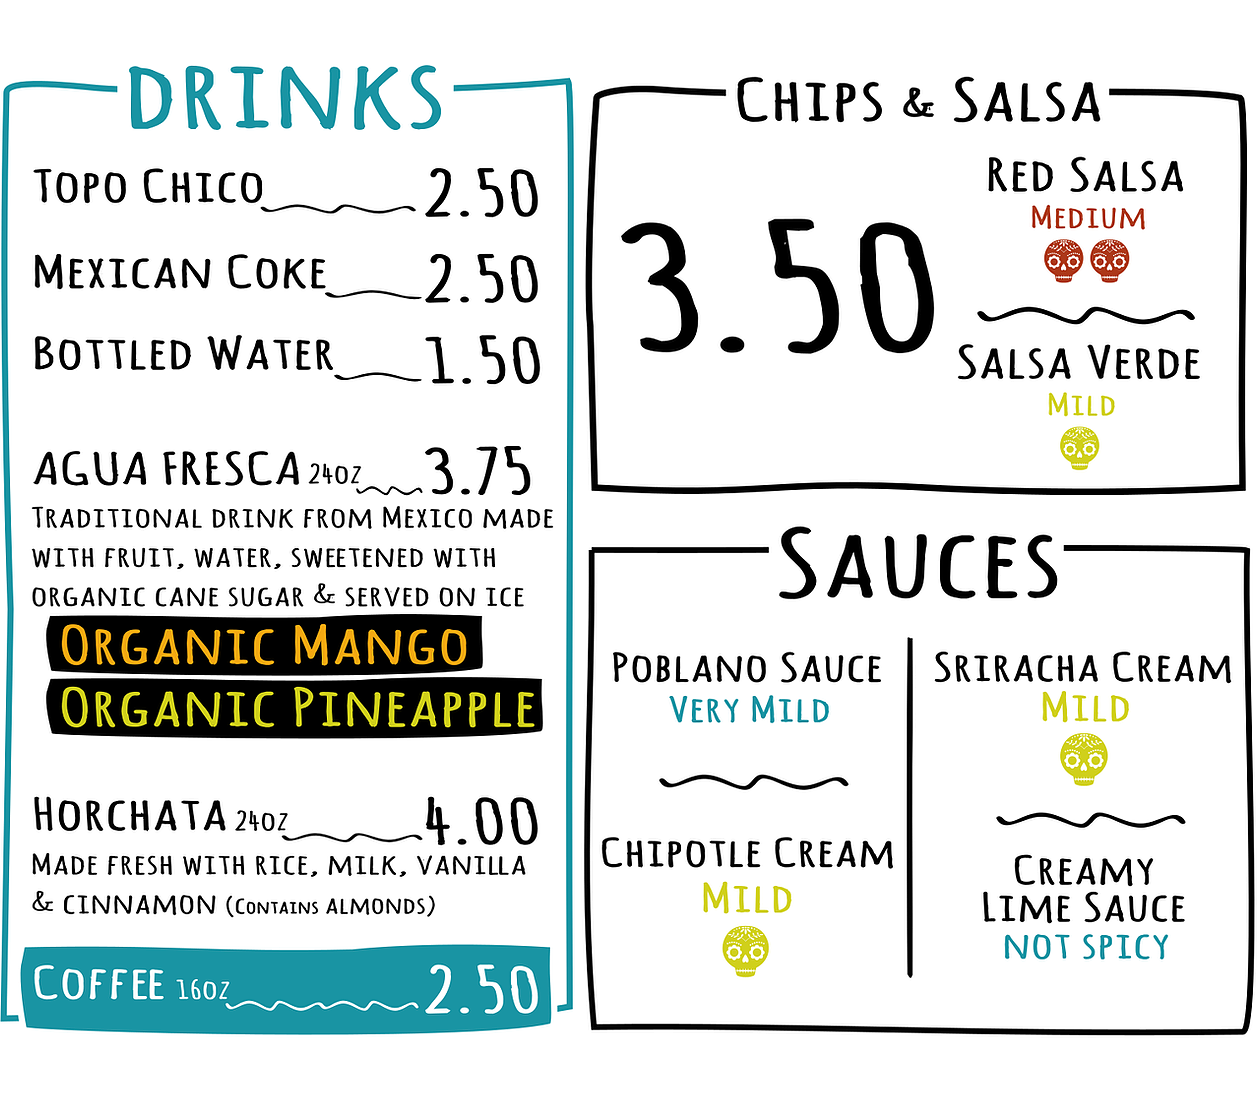 DRINKS
TOPO CHICO 2.50
MEXICAN COKE 2.50
BOTTLED WATER 1.50
AGUA FRESCA 24OZ 3.75
TRADITIONAL DRINK FROM MEXICO MADE
WITH FRUIT, WATER, SWEETENED WITH
ORGANIC CANE SUGAR & SERVED ON ICE
ORGANIC MANGO
ORGANIC PINEAPPLE
HORCHATA 24OZ 4.00
MADE FRESH WITH RICE, MILK, VANILLA
& CINNAMON (CONTAINS ALMONDS)
COFFEE 16OZ 2.50
CHIPS & SALSA
3.50
RED SALSA
MEDIUM
SALSA VERDE
MILD
SAUCES
POBLANO SAUCE
VERY MILD
CHIPOTLE CREAM
MILD
SRIRACHA CREAM
MILD
CREAMY
LIME SAUCE
NOT SPICY